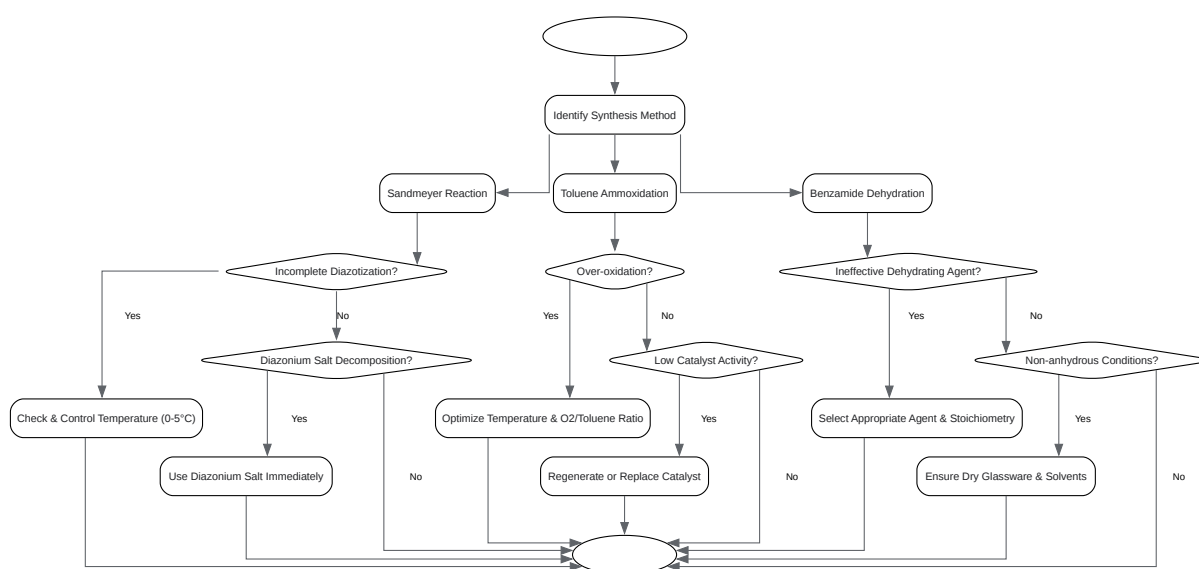 Identify Synthesis Method
Sandmeyer Reaction
Toluene Ammoxidation
Benzamide Dehydration
Incomplete Diazotization?
Over-oxidation?
Ineffective Dehydrating Agent?
Yes
No
Yes
No
Yes
No
Diazonium Salt Decomposition?
Low Catalyst Activity?
Non-anhydrous Conditions?
Check & Control Temperature (0-5°C)
Yes
Optimize Temperature & O2/Toluene Ratio
Yes
Select Appropriate Agent & Stoichiometry
Yes
Use Diazonium Salt Immediately
No
Regenerate or Replace Catalyst
No
Ensure Dry Glassware & Solvents
No